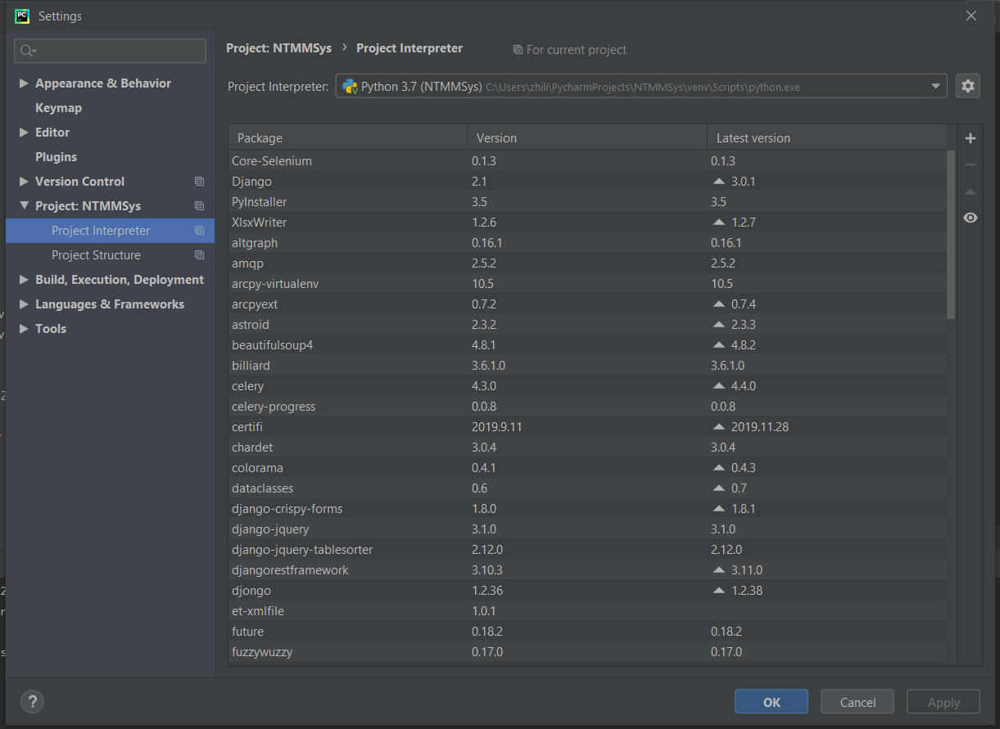 PC
Settings
Project: NTMMSys › Project Interpreter For current project
Appearance & Behavior
Keymap
Editor
Plugins
Version Control
Project: NTMMSys
Project Interpreter
Project Structure
Build, Execution, Deployment
Languages & Frameworks
Tools
Project Interpreter: Python 3.7 (NTMMSys) C:\Users\zhili\PycharmProjects\NTMMSys\venv\Scripts\python.exe
Package Version Latest version
Core-Selenium 0.1.3 0.1.3
Django 2.1 3.0.1
PyInstaller 3.5 3.5
XlsxWriter 1.2.6 1.2.7
altgraph 0.16.1 0.16.1
amqp 2.5.2 2.5.2
arcpy-virtualenv 10.5 10.5
arcpyext 0.7.2 0.7.4
astroid 2.3.2 2.3.3
beautifulsoup4 4.8.1 4.8.2
billiard 3.6.1.0 3.6.1.0
celery 4.3.0 4.4.0
celery-progress 0.0.8 0.0.8
certifi 2019.9.11 2019.11.28
chardet 3.0.4 3.0.4
colorama 0.4.1 0.4.3
dataclasses 0.6 0.7
django-crispy-forms 1.8.0 1.8.1
django-jquery 3.1.0 3.1.0
django-jquery-tablesorter 2.12.0 2.12.0
djangorestframework 3.10.3 3.11.0
djongo 1.2.36 1.2.38
et-xmlfile 1.0.1
future 0.18.2 0.18.2
fuzzywuzzy 0.17.0 0.17.0
? OK Cancel Apply